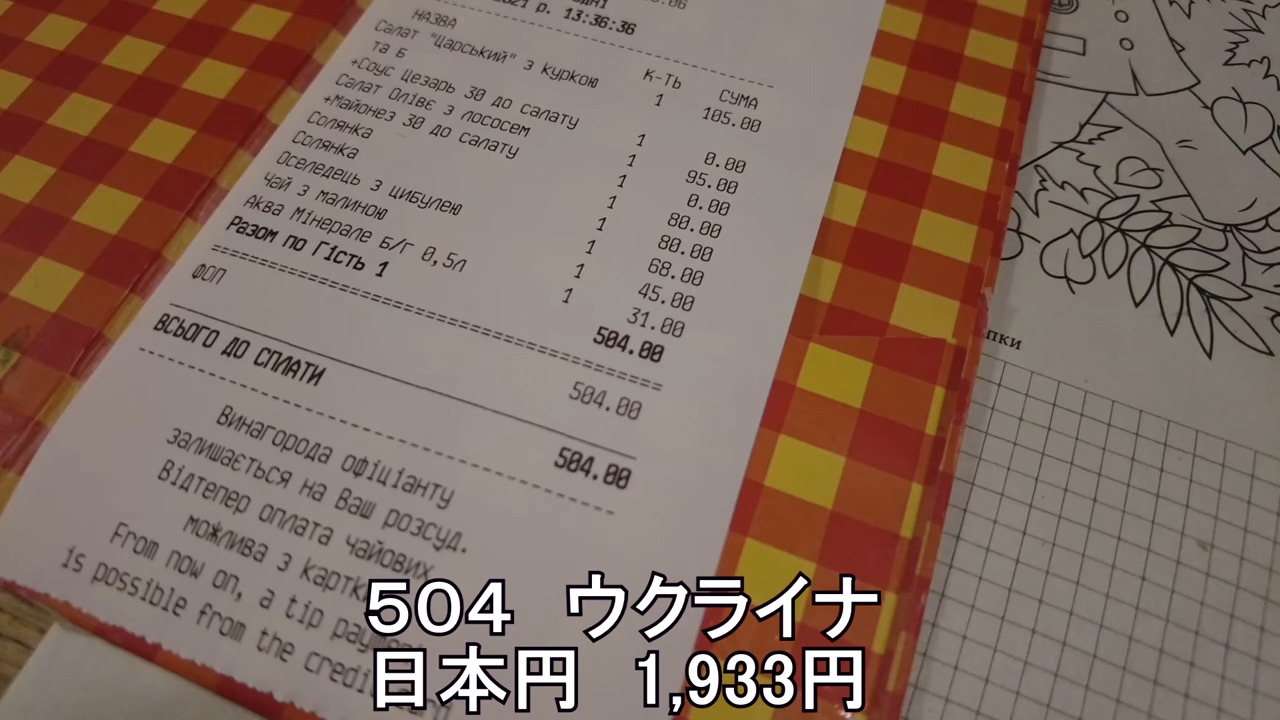 2021 р. 13:36:36
НАЗВА К-ТЬ СУМА
Салат "Царський" з куркою 1 105.00
та Б
+Соус Цезарь 30 до салату 1 0.00
Салат Олівє з лососем 1 95.00
+Майонез 30 до салату 1 0.00
Солянка 1 80.00
Солянка 1 80.00
Оселедець з цибулею 1 68.00
Чай з малиною 1 45.00
Аква Мінерале Б/Г 0,5л 1 31.00
Разом по Гість 1 504.00
ФОП 504.00
ВСЬОГО ДО СПЛАТИ 504.00
Винагорода офіціанту
залишається на Ваш розсуд.
Відтепер оплата чайових
можлива з картк
From now on, a tip payment
is possible from the credit
пки
５０４　ウクライナ
日本円　1,933円